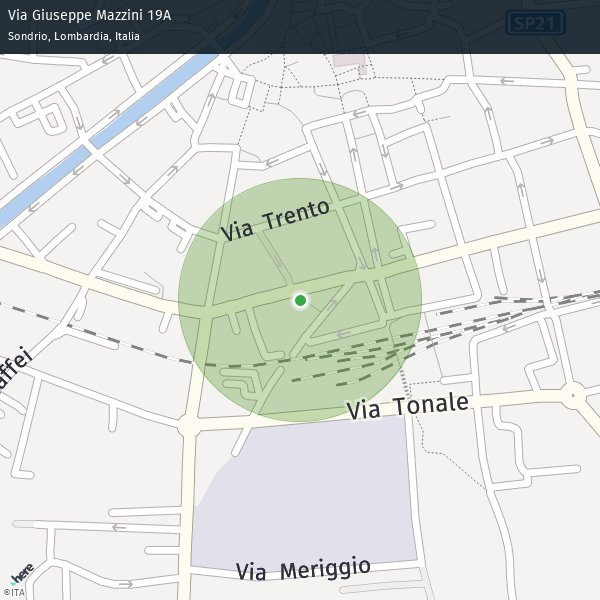 Via Giuseppe Mazzini 19A
Sondrio, Lombardia, Italia
SP21
Via Trento
affei
Via Tonale
Via Meriggio
here
©ITA